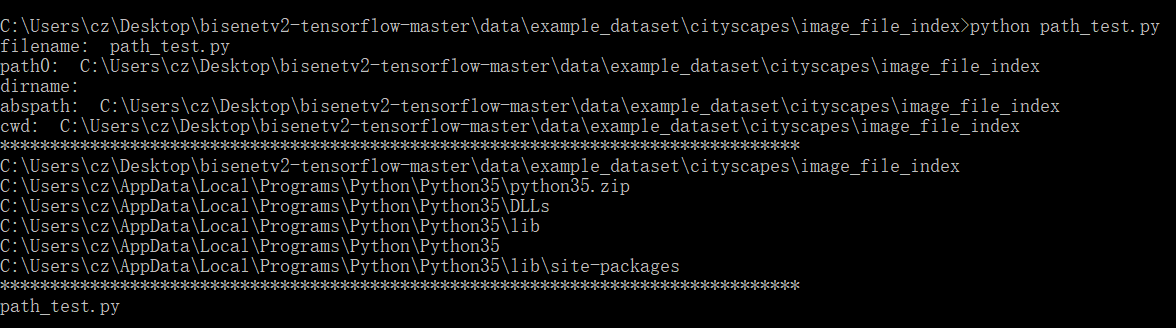 C:\Users\cz\Desktop\bisenetv2-tensorflow-master\data\example_dataset\cityscapes\image_file_index>python path_test.py
filename:  path_test.py
path0:  C:\Users\cz\Desktop\bisenetv2-tensorflow-master\data\example_dataset\cityscapes\image_file_index
dirname:
abspath:  C:\Users\cz\Desktop\bisenetv2-tensorflow-master\data\example_dataset\cityscapes\image_file_index
cwd:  C:\Users\cz\Desktop\bisenetv2-tensorflow-master\data\example_dataset\cityscapes\image_file_index
********************************************************************************
C:\Users\cz\Desktop\bisenetv2-tensorflow-master\data\example_dataset\cityscapes\image_file_index
C:\Users\cz\AppData\Local\Programs\Python\Python35\python35.zip
C:\Users\cz\AppData\Local\Programs\Python\Python35\DLLs
C:\Users\cz\AppData\Local\Programs\Python\Python35\lib
C:\Users\cz\AppData\Local\Programs\Python\Python35
C:\Users\cz\AppData\Local\Programs\Python\Python35\lib\site-packages
********************************************************************************
path_test.py